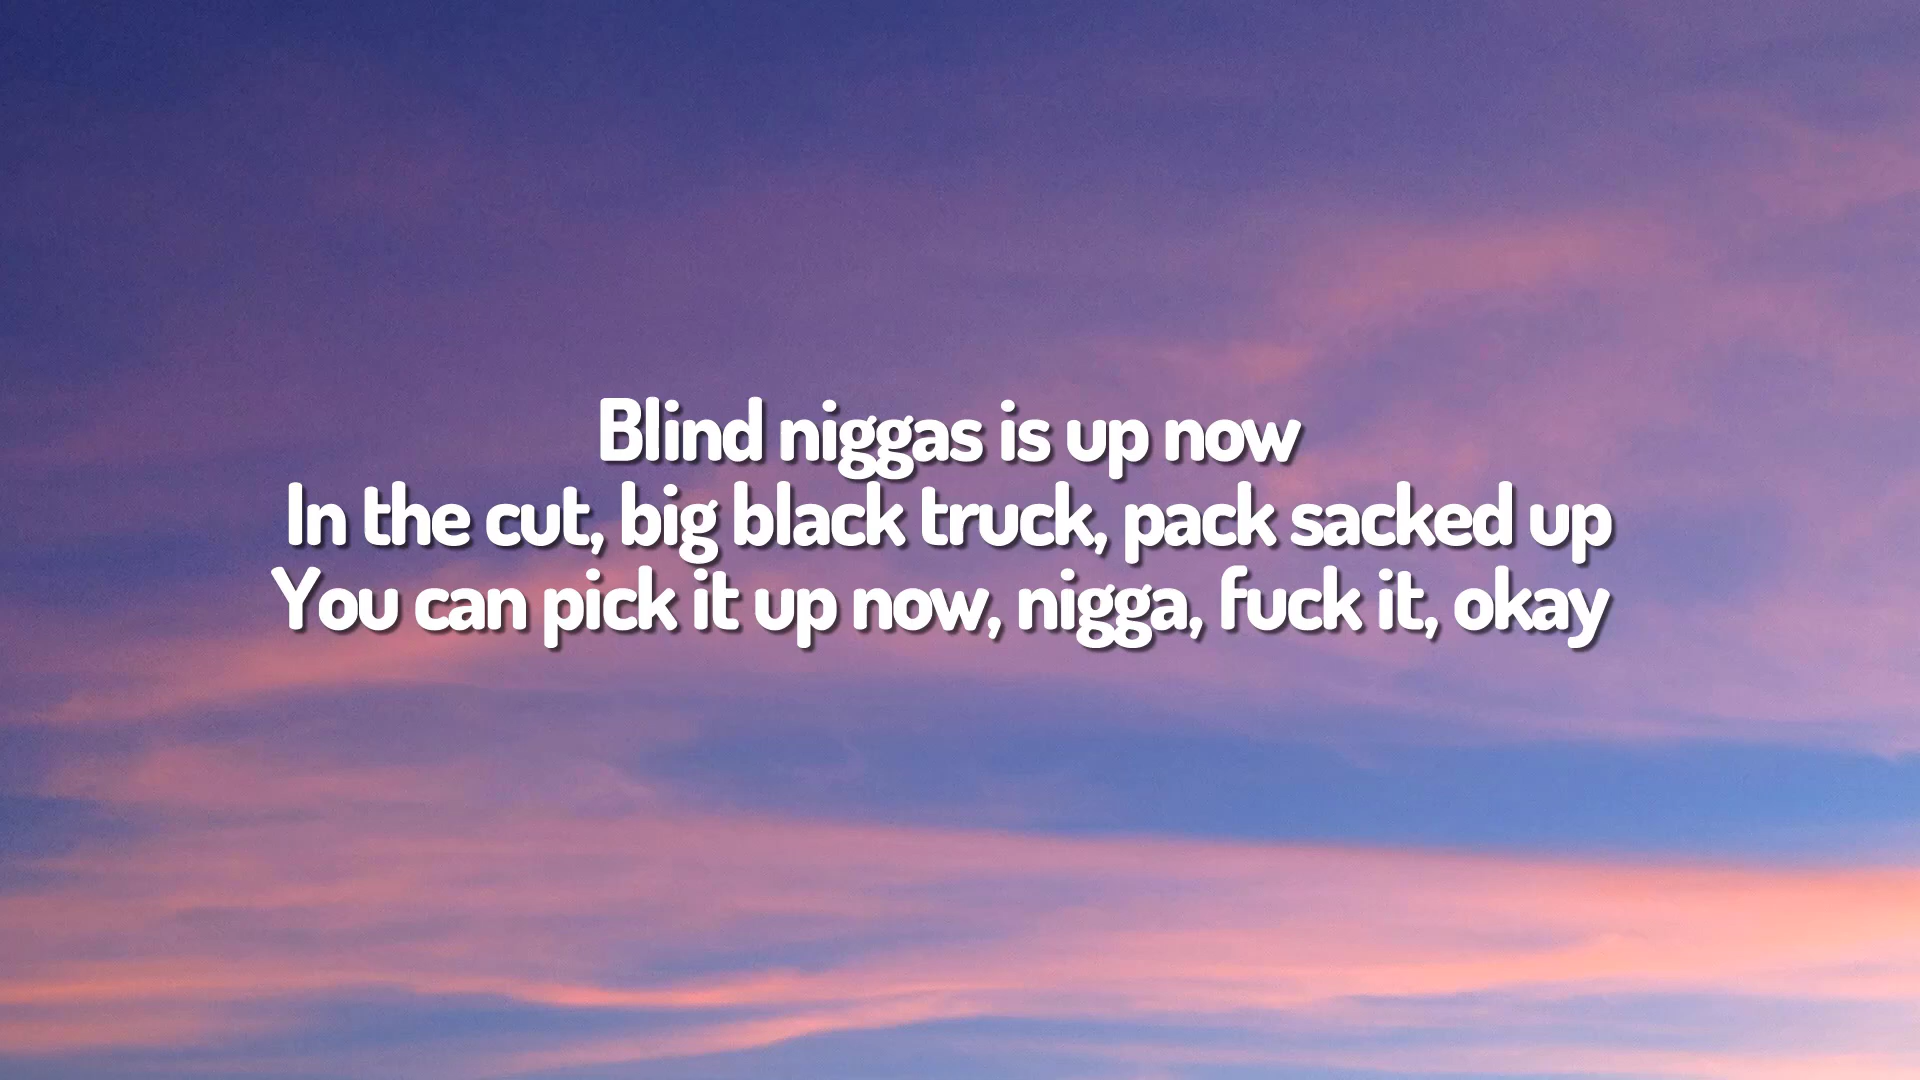 Blind niggas is up now
In the cut, big black truck, pack sacked up
You can pick it up now, nigga, fuck it, okay